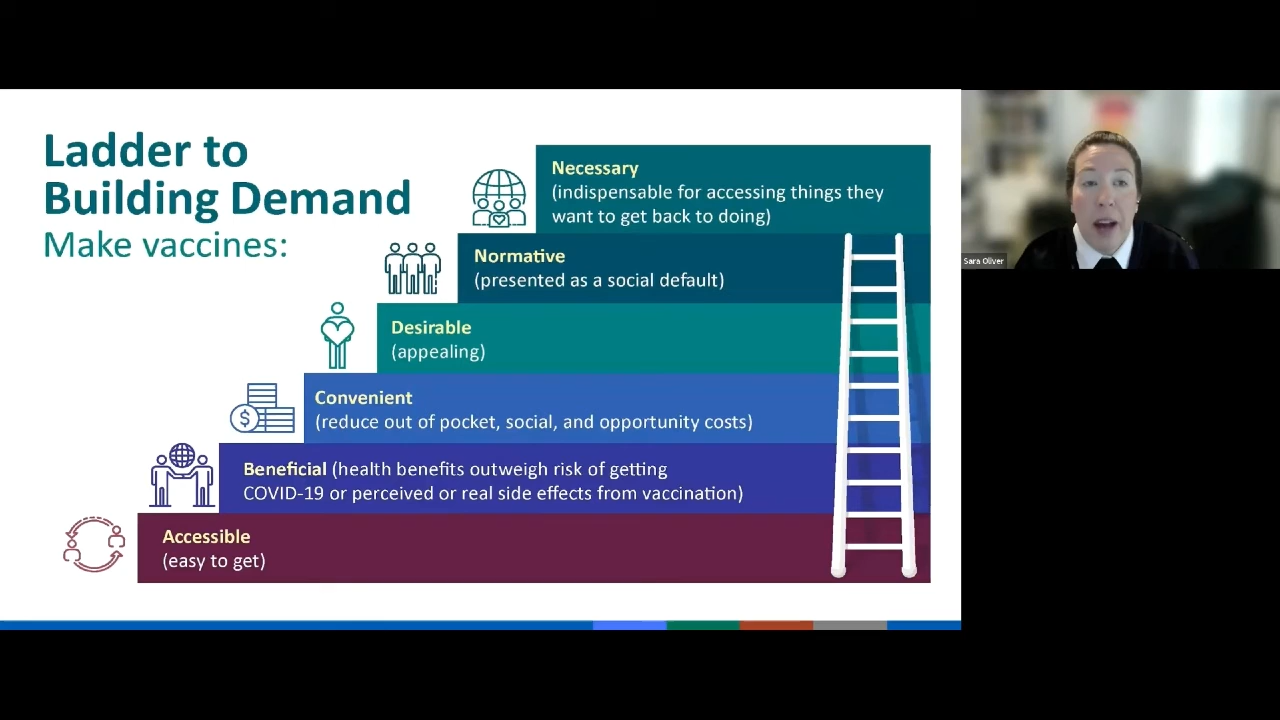 Ladder to
Building Demand
Make vaccines:
Necessary
(indispensable for accessing things they
want to get back to doing)
Normative
(presented as a social default)
Desirable
(appealing)
Convenient
(reduce out of pocket, social, and opportunity costs)
$
Beneficial (health benefits outweigh risk of getting
COVID-19 or perceived or real side effects from vaccination)
Accessible
(easy to get)
Sara Oliver